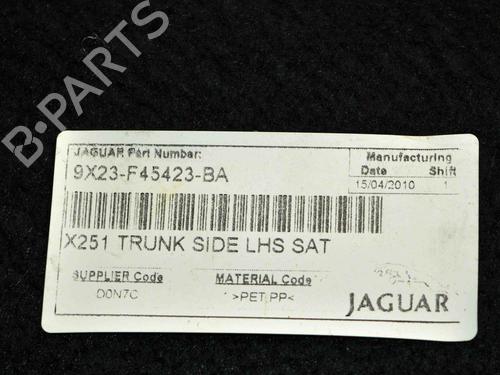 B-PARTS
JAGUAR Part Number:
9X23-F45423-BA
Manufacturing
Date Shift
15/04/2010 1
X251 TRUNK SIDE LHS SAT
SUPPLIER Code
D0N7C
MATERIAL Code
>PET,PP<
JAGUAR